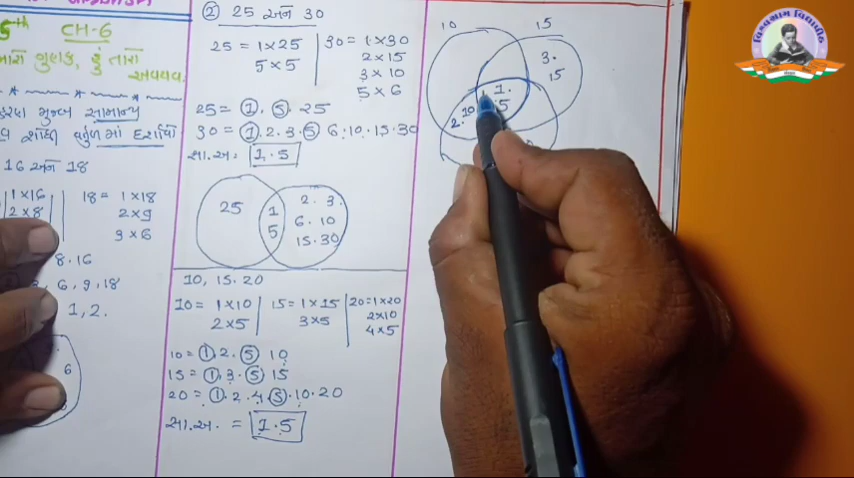 5th CH-6
ગુલાક, હું તારો
અવયવ.
સામાન્ય
શોધી વર્તુળમાં દર્શાવો
16 અને 18
1×16
2×8
18 = 1×18
2×9
3×6
8.16
6,9,18
1,2.
6
② 25 અને 30
25 = 1×25
5×5
30 = 1×30
2×15
3×10
5×6
25 = 1, 5. 25
30 = 1.2.3.5 6.10.15.30
સા.અ. = 1.5
25
1
5
2. 3.
6. 10
15.30
10, 15.20
10 = 1×10
2×5
15 = 1×15
3×5
20=1×20
2×10
4×5
10 = 1, 2. 5 10
15 = 1, 3. 5 15
20 = 1.2.4.5.10.20
સા.અ. = 1.5
10
15
3.
15
1.
5
2.
10
વિશ્વગ્રામ વિદ્યાપીઠ